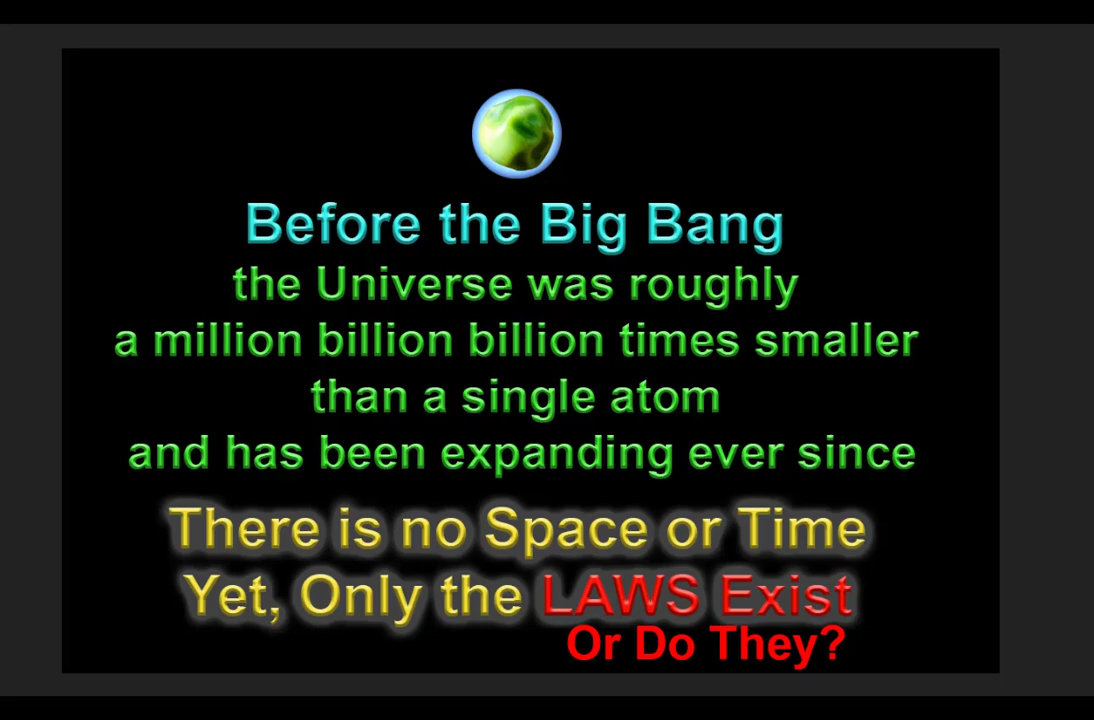 Before the Big Bang
the Universe was roughly
a million billion billion times smaller
than a single atom
and has been expanding ever since
There is no Space or Time
Yet, Only the LAWS Exist
Or Do They?